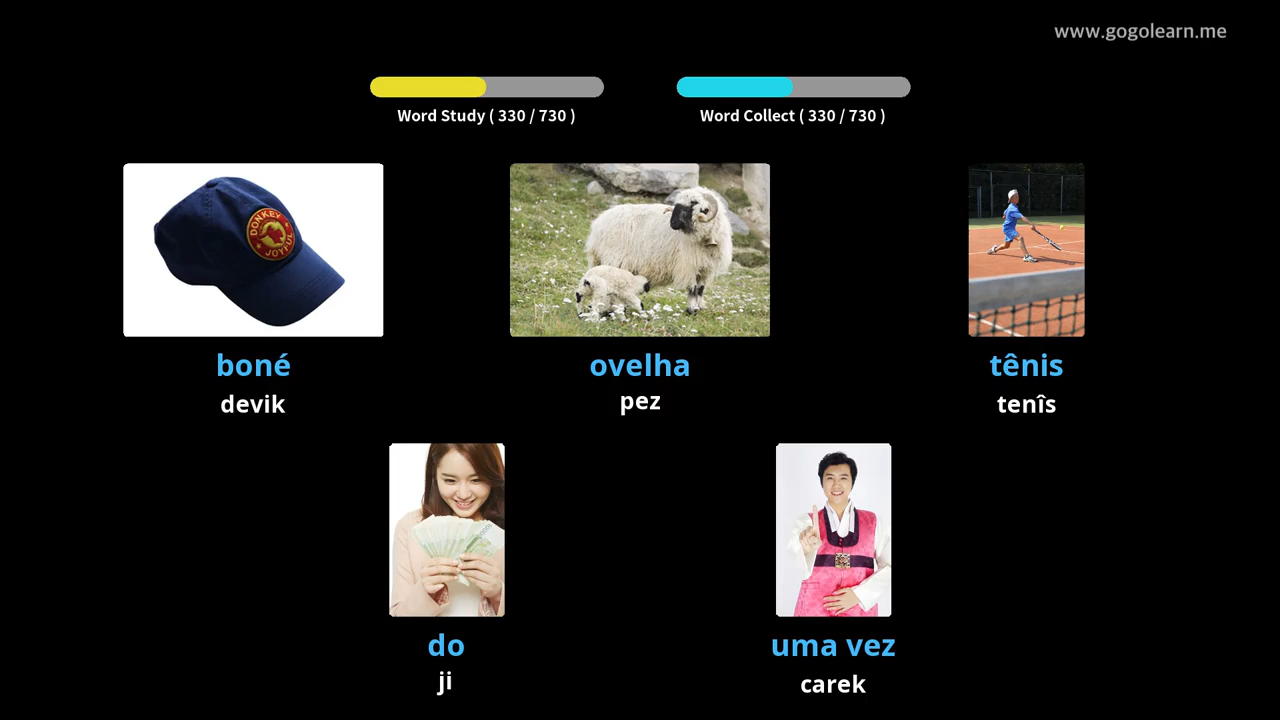 www.gogolearn.me
Word Study ( 330 / 730 )
Word Collect ( 330 / 730 )
DONKEY
JOYFUL
boné
devik
ovelha
pez
tênis
tenîs
do
ji
uma vez
carek